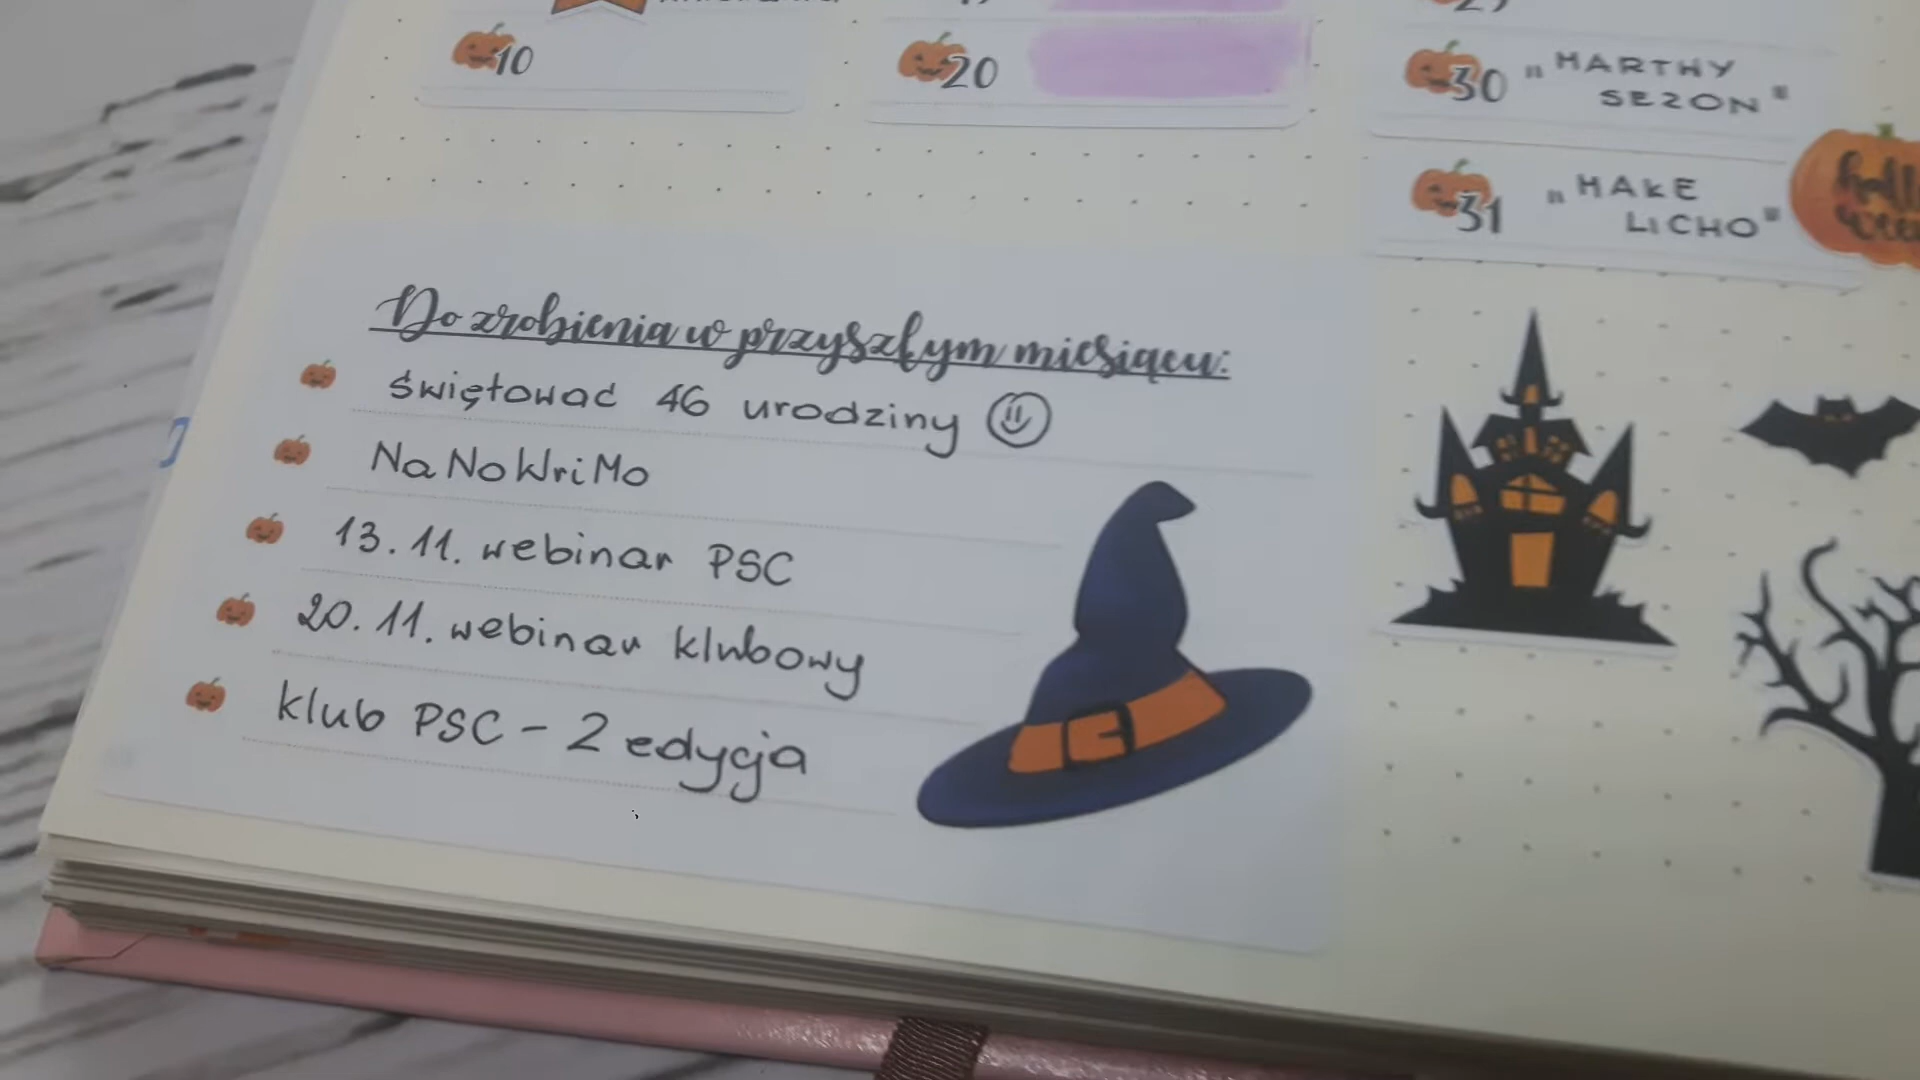 10
20
30 „MARTHY
SEZON"
31 „MAŁE
LICHO"
Do zrobienia w przyszłym miesiącu:
świętować 46 urodziny
NaNoWriMo
13.11. webinar PSC
20.11. webinar klubowy
klub PSC - 2 edycja